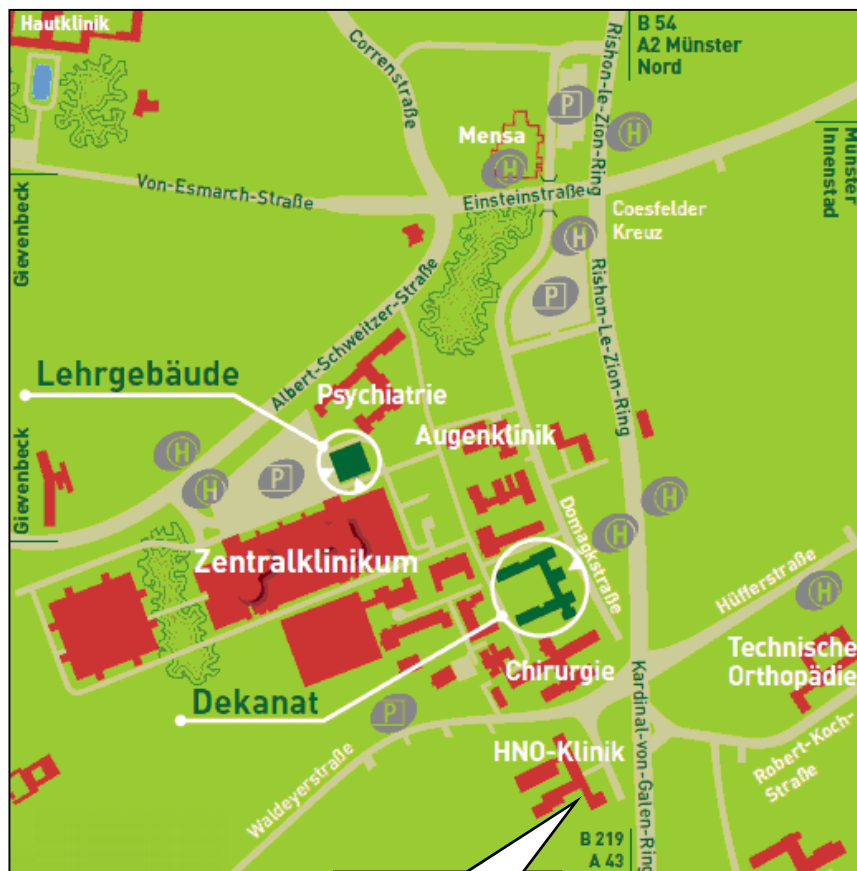 Hautklinik
B 54
A2 Münster
Nord
Correnstraße
Rishon-le-Zion-Ring
P
H
Mensa
H
Münster
Innenstad
Von-Esmarch-Straße
Einsteinstraße
Gievenbeck
Coesfelder
Kreuz
H
P
Albert-Schweitzer-Straße
Rishon-Le-Zion-Ring
Lehrgebäude
Psychiatrie
Augenklinik
Gievenbeck
H
H
P
H
H
Domagkstraße
Zentralklinikum
Hüfferstraße
H
Technische
Orthopädie
Chirurgie
Dekanat
P
Kardinal-von-Galen-Ring
HNO-Klinik
Robert-Koch-
Straße
Waldeyerstraße
B 219
A 43